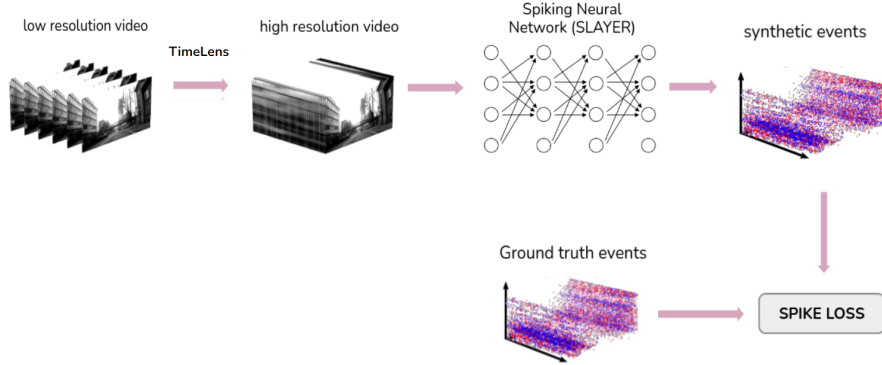 low resolution video
TimeLens
high resolution video
Spiking Neural
Network (SLAYER)
synthetic events
Ground truth events
SPIKE LOSS